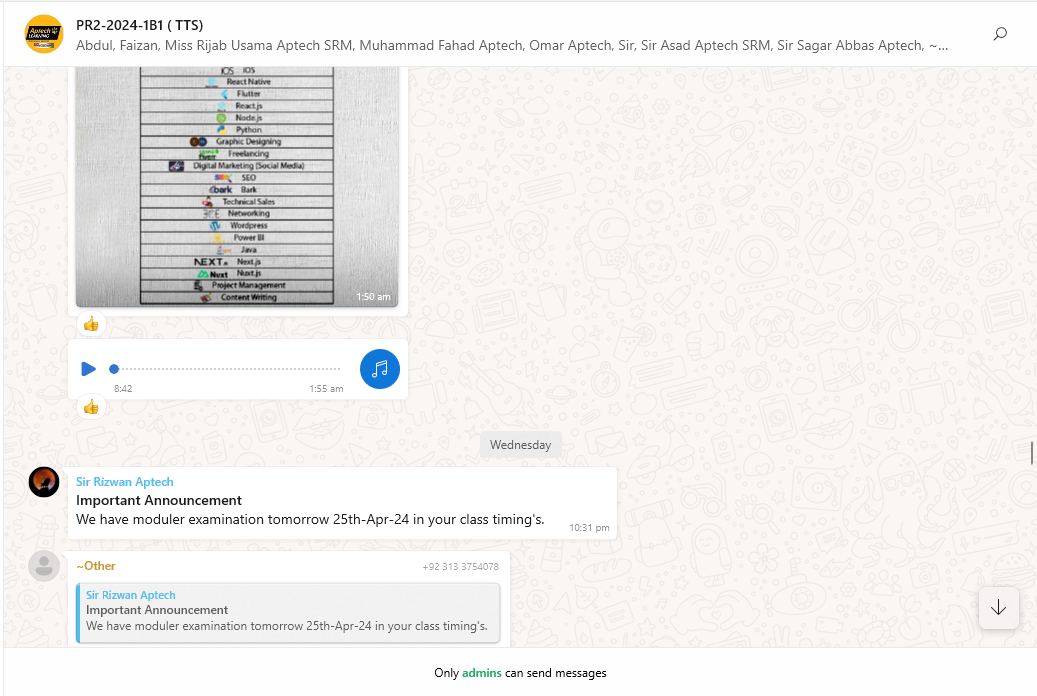 Aptech
LEARNING
PR2-2024-1B1 ( TTS)
Abdul, Faizan, Miss Rijab Usama Aptech SRM, Muhammad Fahad Aptech, Omar Aptech, Sir, Sir Asad Aptech SRM, Sir Sagar Abbas Aptech, ~...
iOS iOS
React Native
Flutter
React.js
Node.js
Python
Graphic Designing
fiverr Freelancing
Digital Marketing (Social Media)
SEO
bark Bark
Technical Sales
Networking
Wordpress
Power BI
Java
NEXT.js Next.js
Nuxt Nuxt.js
Project Management
Content Writing
1:50 am
8:42
1:55 am
Wednesday
Sir Rizwan Aptech
Important Announcement
We have moduler examination tomorrow 25th-Apr-24 in your class timing's.
10:31 pm
~Other +92 313 3754078
Sir Rizwan Aptech
Important Announcement
We have moduler examination tomorrow 25th-Apr-24 in your class timing's.
Only admins can send messages